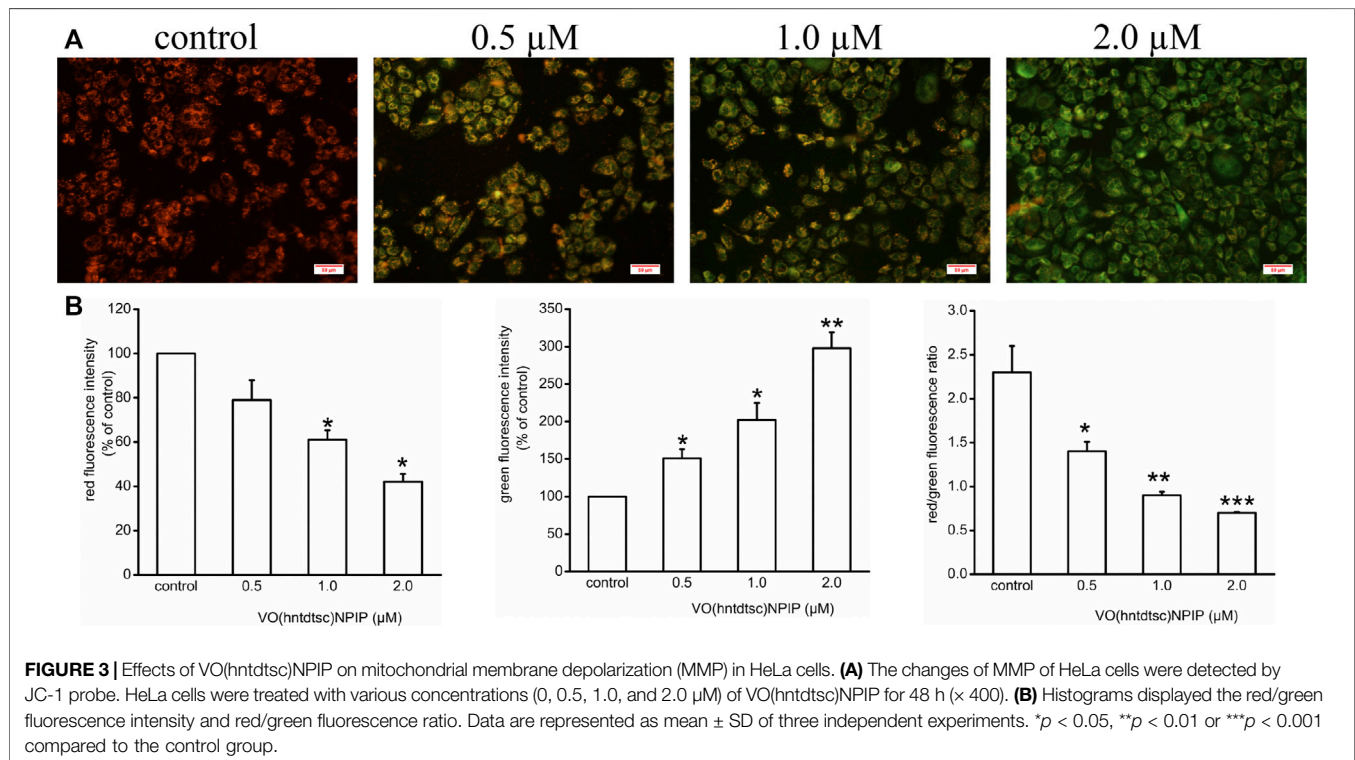 A
control
0.5 µM
1.0 µM
2.0 µM
50 µm
50 µm
50 µm
50 µm
B
red fluorescence intensity
(% of control)
120
100
80
60
40
20
0
*
*
control
0.5
1.0
2.0
VO(hntdtsc)NPIP (µM)
green fluorescence intensity
(% of control)
350
300
250
200
150
100
50
0
*
*
**
control
0.5
1.0
2.0
VO(hntdtsc)NPIP (µM)
red/green fluorescence ratio
3.0
2.5
2.0
1.5
1.0
0.5
0.0
*
**
***
control
0.5
1.0
2.0
VO(hntdtsc)NPIP (µM)
FIGURE 3 | Effects of VO(hntdtsc)NPIP on mitochondrial membrane depolarization (MMP) in HeLa cells. (A) The changes of MMP of HeLa cells were detected by
JC-1 probe. HeLa cells were treated with various concentrations (0, 0.5, 1.0, and 2.0 µM) of VO(hntdtsc)NPIP for 48 h (× 400). (B) Histograms displayed the red/green
fluorescence intensity and red/green fluorescence ratio. Data are represented as mean ± SD of three independent experiments. *p < 0.05, **p < 0.01 or ***p < 0.001
compared to the control group.